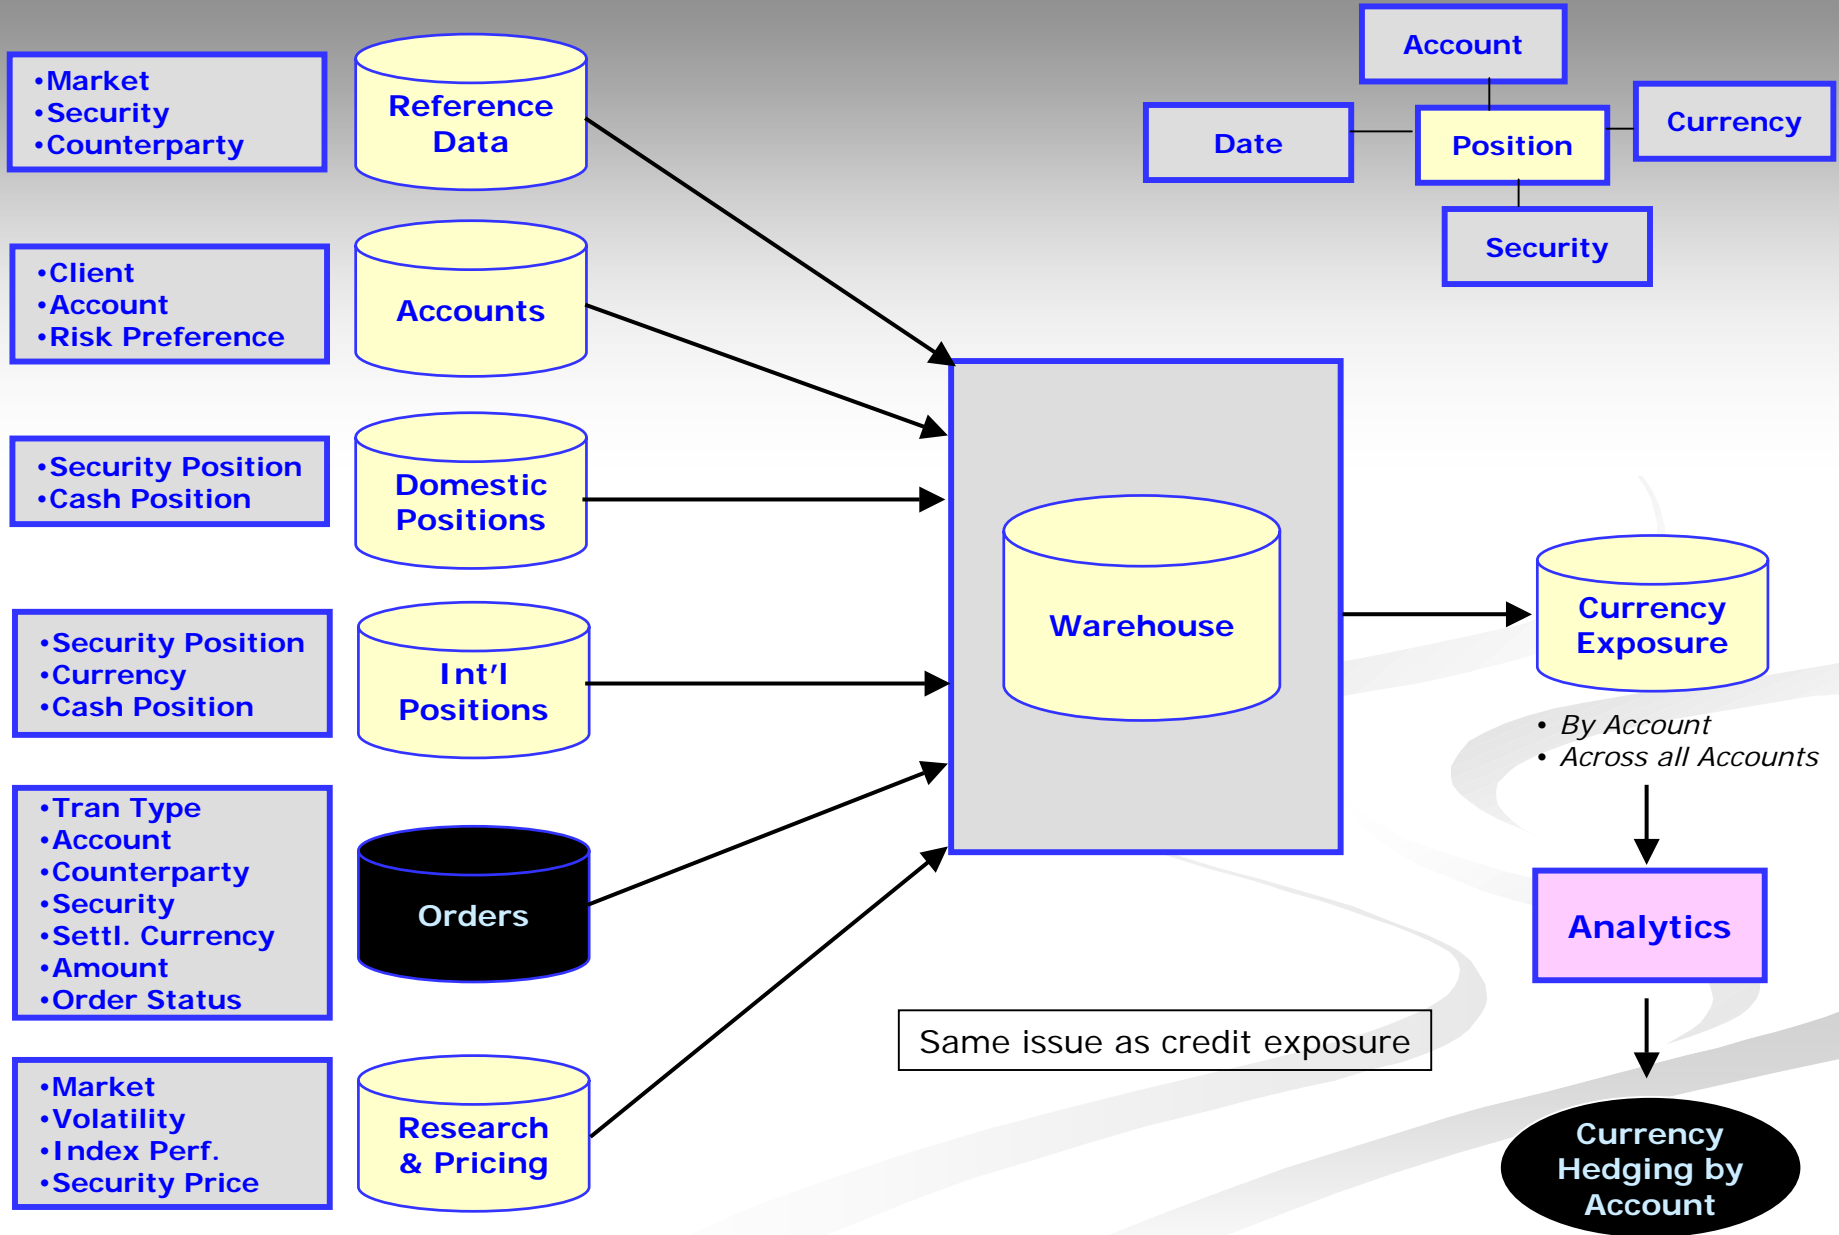 •Market
•Security
•Counterparty
Reference
Data
Account
Date
Position
Currency
Security
•Client
•Account
•Risk Preference
Accounts
•Security Position
•Cash Position
Domestic
Positions
•Security Position
•Currency
•Cash Position
Int'l
Positions
Warehouse
Currency
Exposure
• By Account
• Across all Accounts
•Tran Type
•Account
•Counterparty
•Security
•Settl. Currency
•Amount
•Order Status
Orders
Analytics
Same issue as credit exposure
•Market
•Volatility
•Index Perf.
•Security Price
Research
& Pricing
Currency
Hedging by
Account